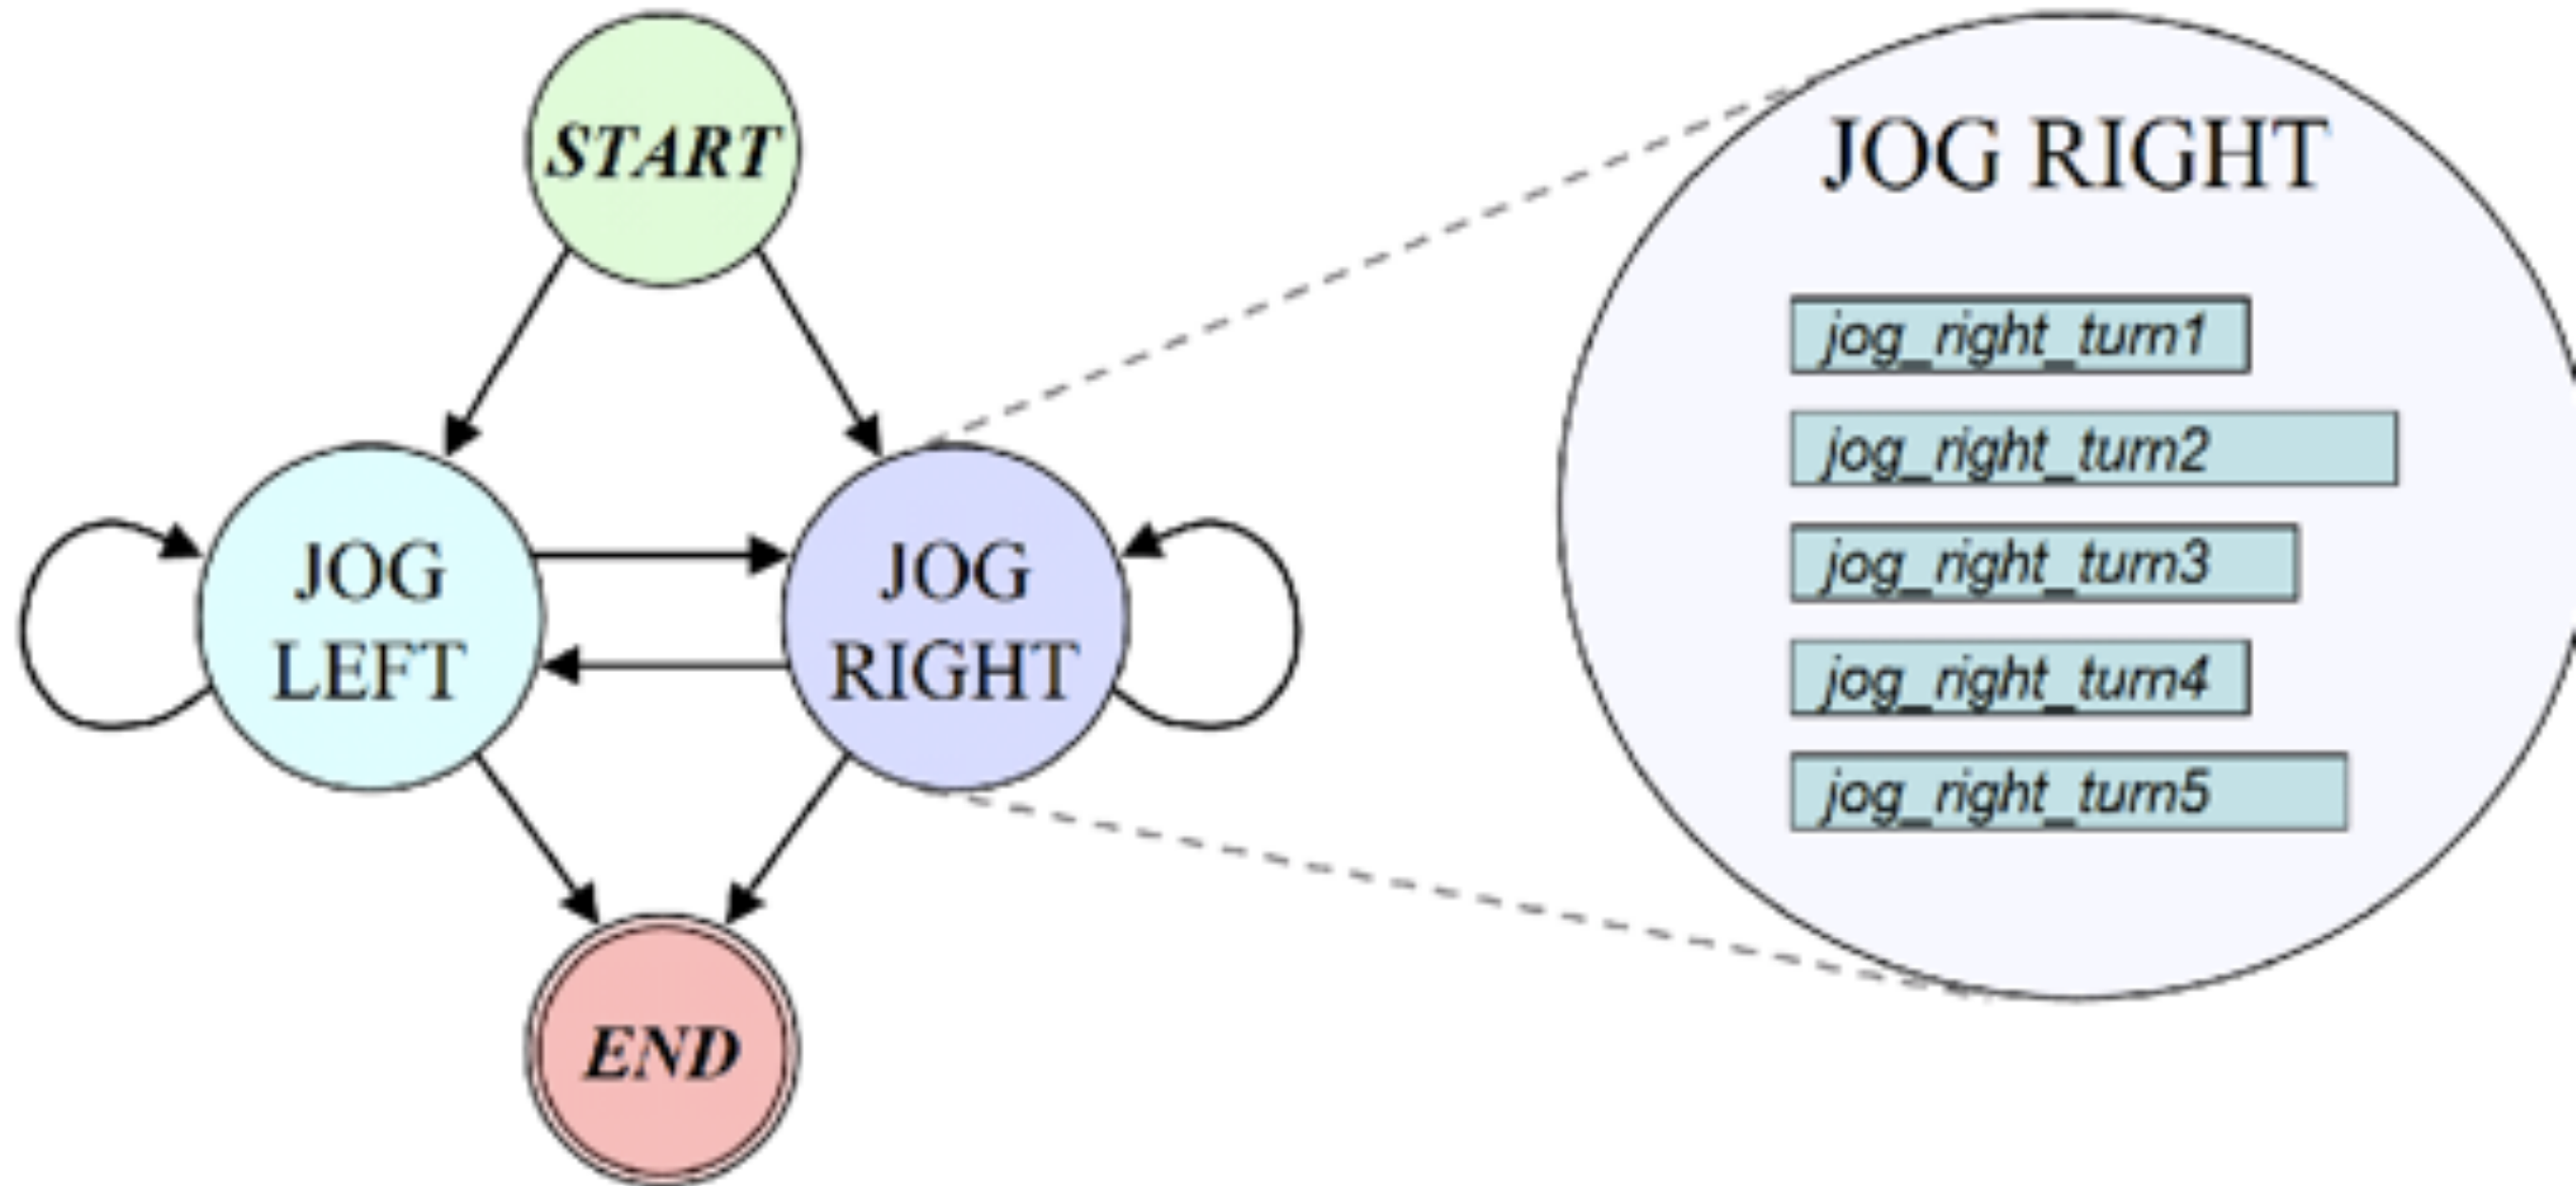 START
JOG
LEFT
JOG
RIGHT
END
JOG RIGHT
jog_right_turn1
jog_right_turn2
jog_right_turn3
jog_right_turn4
jog_right_turn5